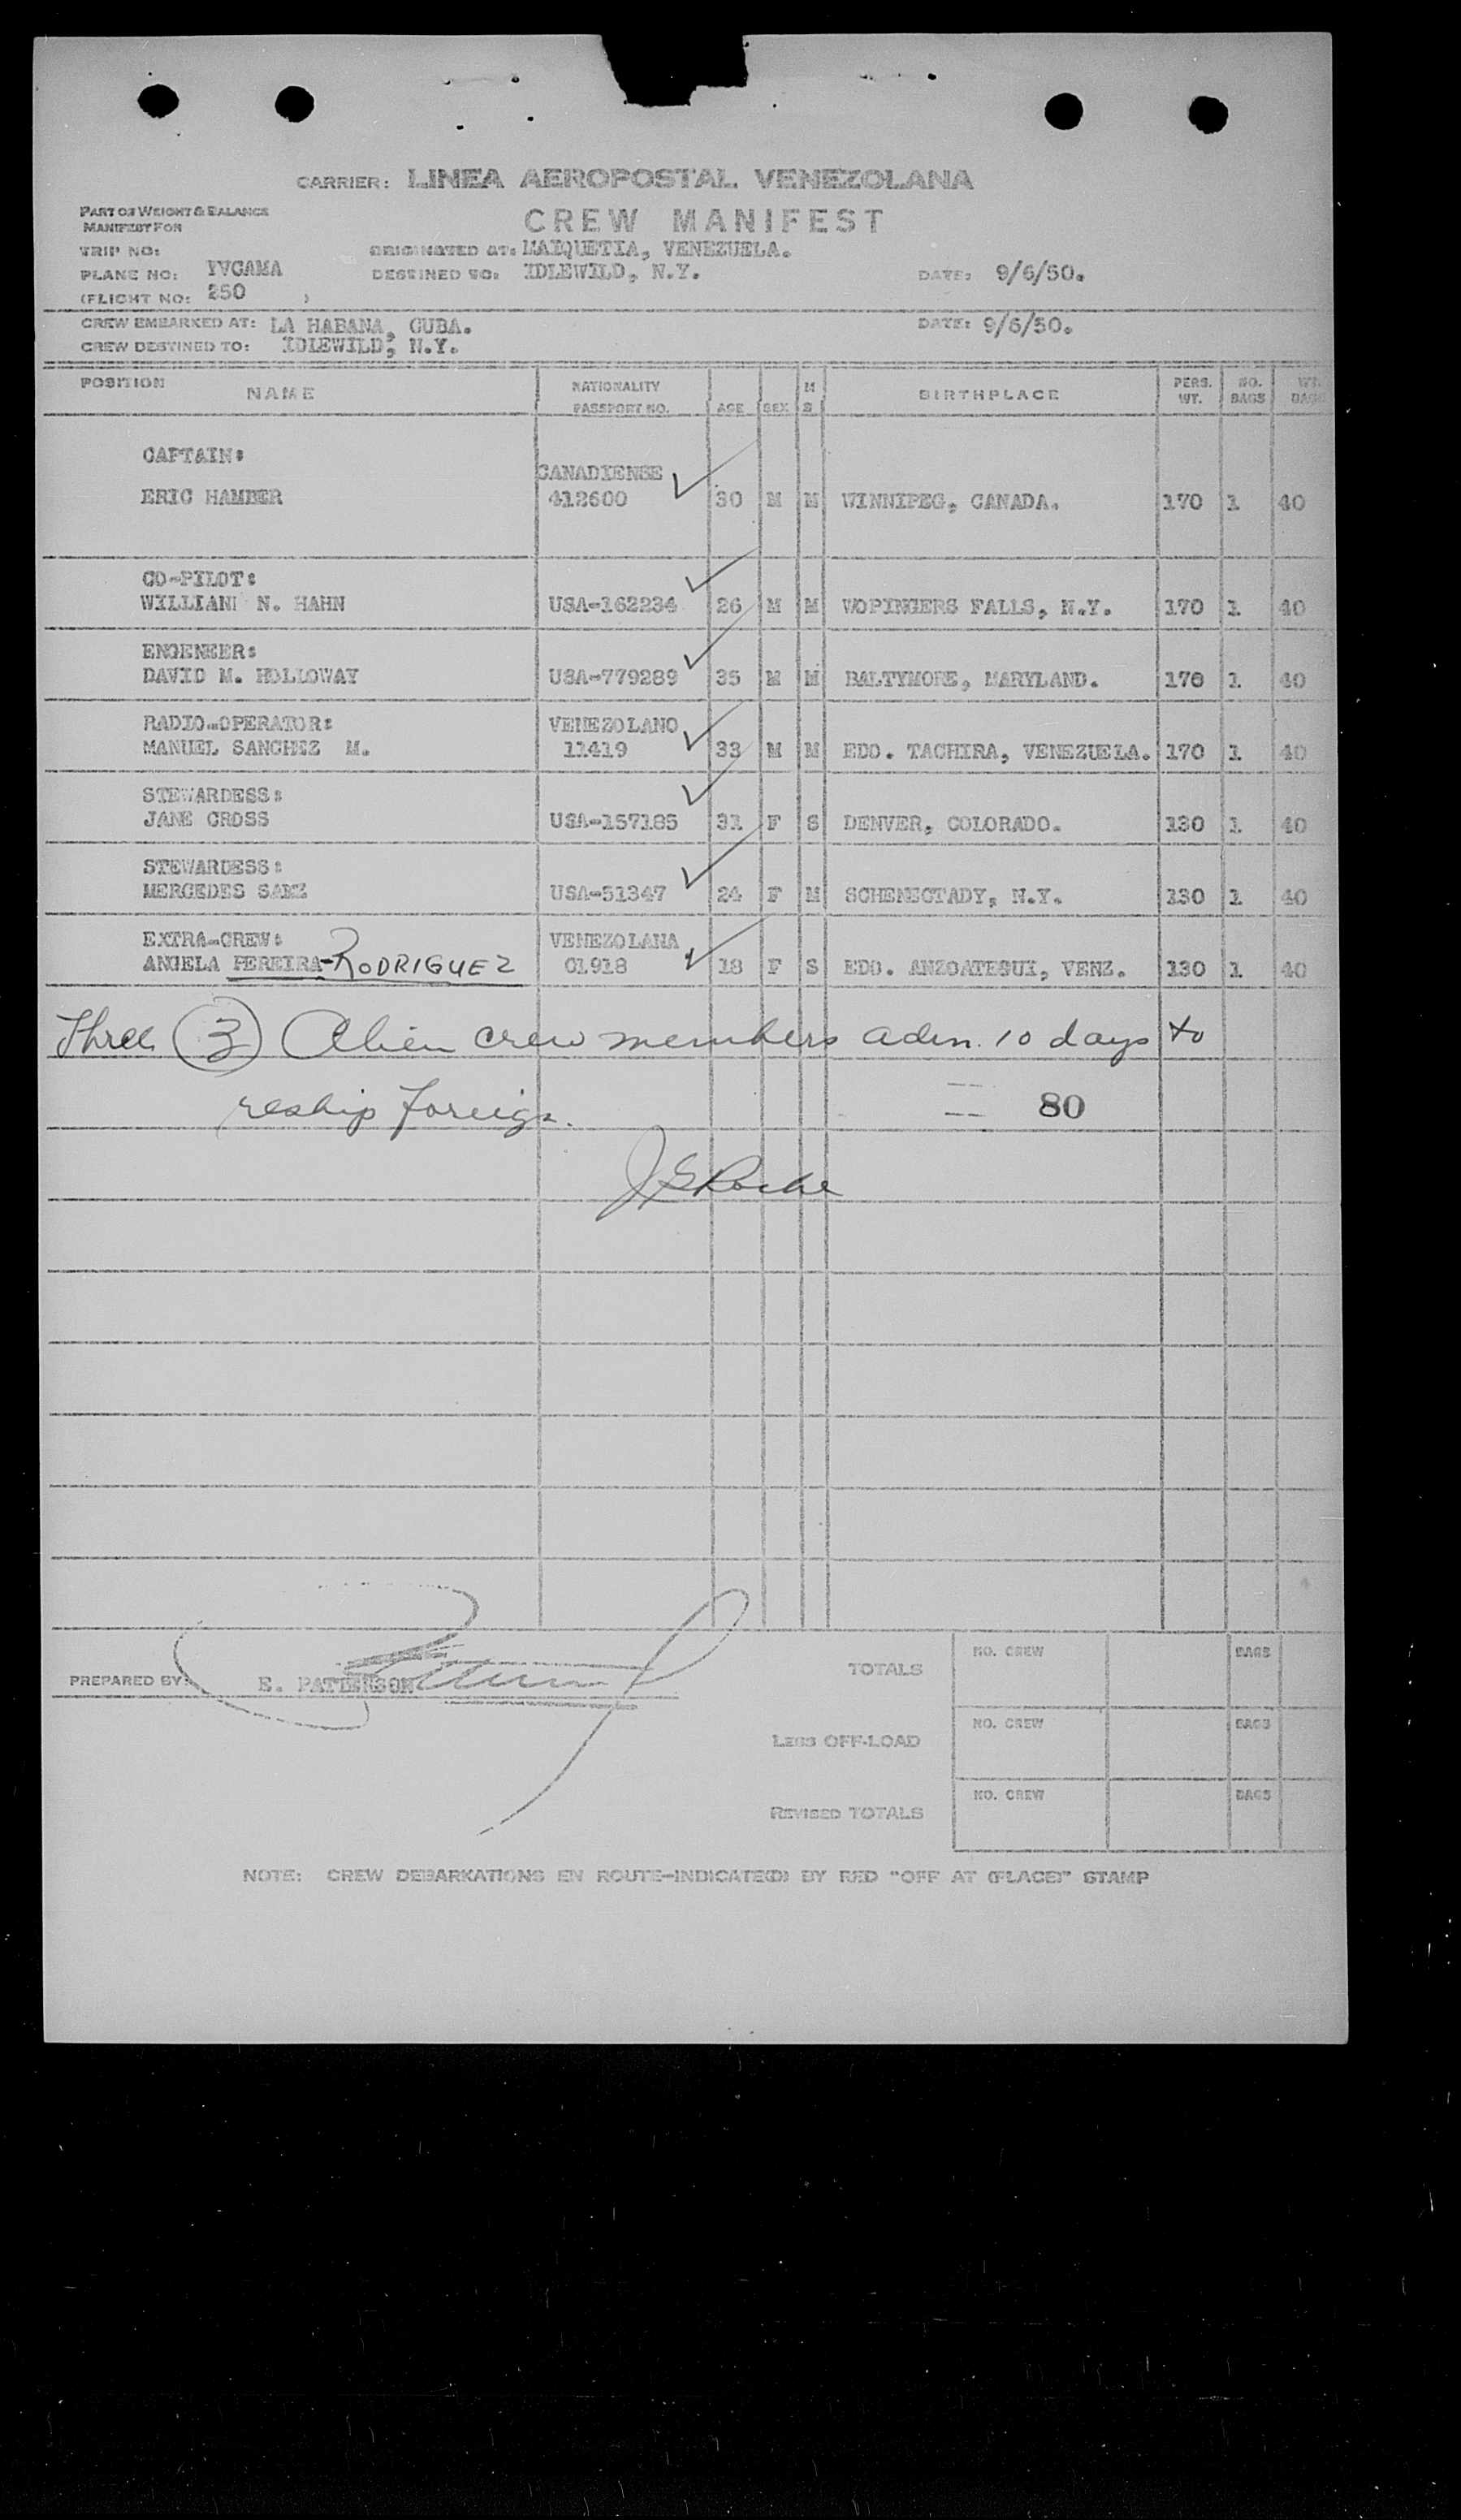 CARRIER: LINEA AEROPOSTAL VENEZOLANA
PART OF WEIGHT & BALANCE
MANIFEST FOR
CREW MANIFEST
TRIP NO:
ORIGINATED AT: MAIQUETIA, VENEZUELA.
PLANE NO: YVCAMA
DESTINED TO: IDLEWILD, N.Y.
DATE: 9/6/50.
(FLIGHT NO: 250 )
CREW EMBARKED AT: LA HABANA, CUBA.
DATE: 9/6/50.
CREW DESTINED TO: IDLEWILD, N.Y.
POSITION NAME NATIONALITY PASSPORT NO. AGE SEX M S BIRTHPLACE PERS. WT. NO. BAGS WT. BAGS
CAPTAIN: CANADIENSE
ERIC HAMBER 412600 30 M M WINNIPEG, CANADA. 170 1 40
CO-PILOT:
WILLIAN N. HAHN USA-162234 26 M M WOPINGERS FALLS, N.Y. 170 1 40
ENGENEER:
DAVID M. HOLLOWAY USA-779289 35 M M BALTYMORE, MARYLAND. 170 1 40
RADIO-OPERATOR: VENEZOLANO
MANUEL SANCHEZ M. 11419 33 M M EDO. TACHIRA, VENEZUELA. 170 1 40
STEWARDESS:
JANE CROSS USA-157185 31 F S DENVER, COLORADO. 130 1 40
STEWARDESS:
MERCEDES SANZ USA-51347 24 F M SCHENECTADY, N.Y. 130 1 40
EXTRA-CREW: VENEZOLANA
ANGELA PEREIRA-RODRIGUEZ 01918 18 F S EDO. ANZOATEGUI, VENZ. 130 1 40
Three (3) Alien crew members adm. 10 days to
reship foreign.
80
J E Roche
PREPARED BY: E. PATTERSON
TOTALS NO. CREW BAGS
LESS OFF-LOAD NO. CREW BAGS
REVISED TOTALS NO. CREW BAGS
NOTE: CREW DEBARKATIONS EN ROUTE-INDICATE(D) BY RED "OFF AT (PLACE)" STAMP